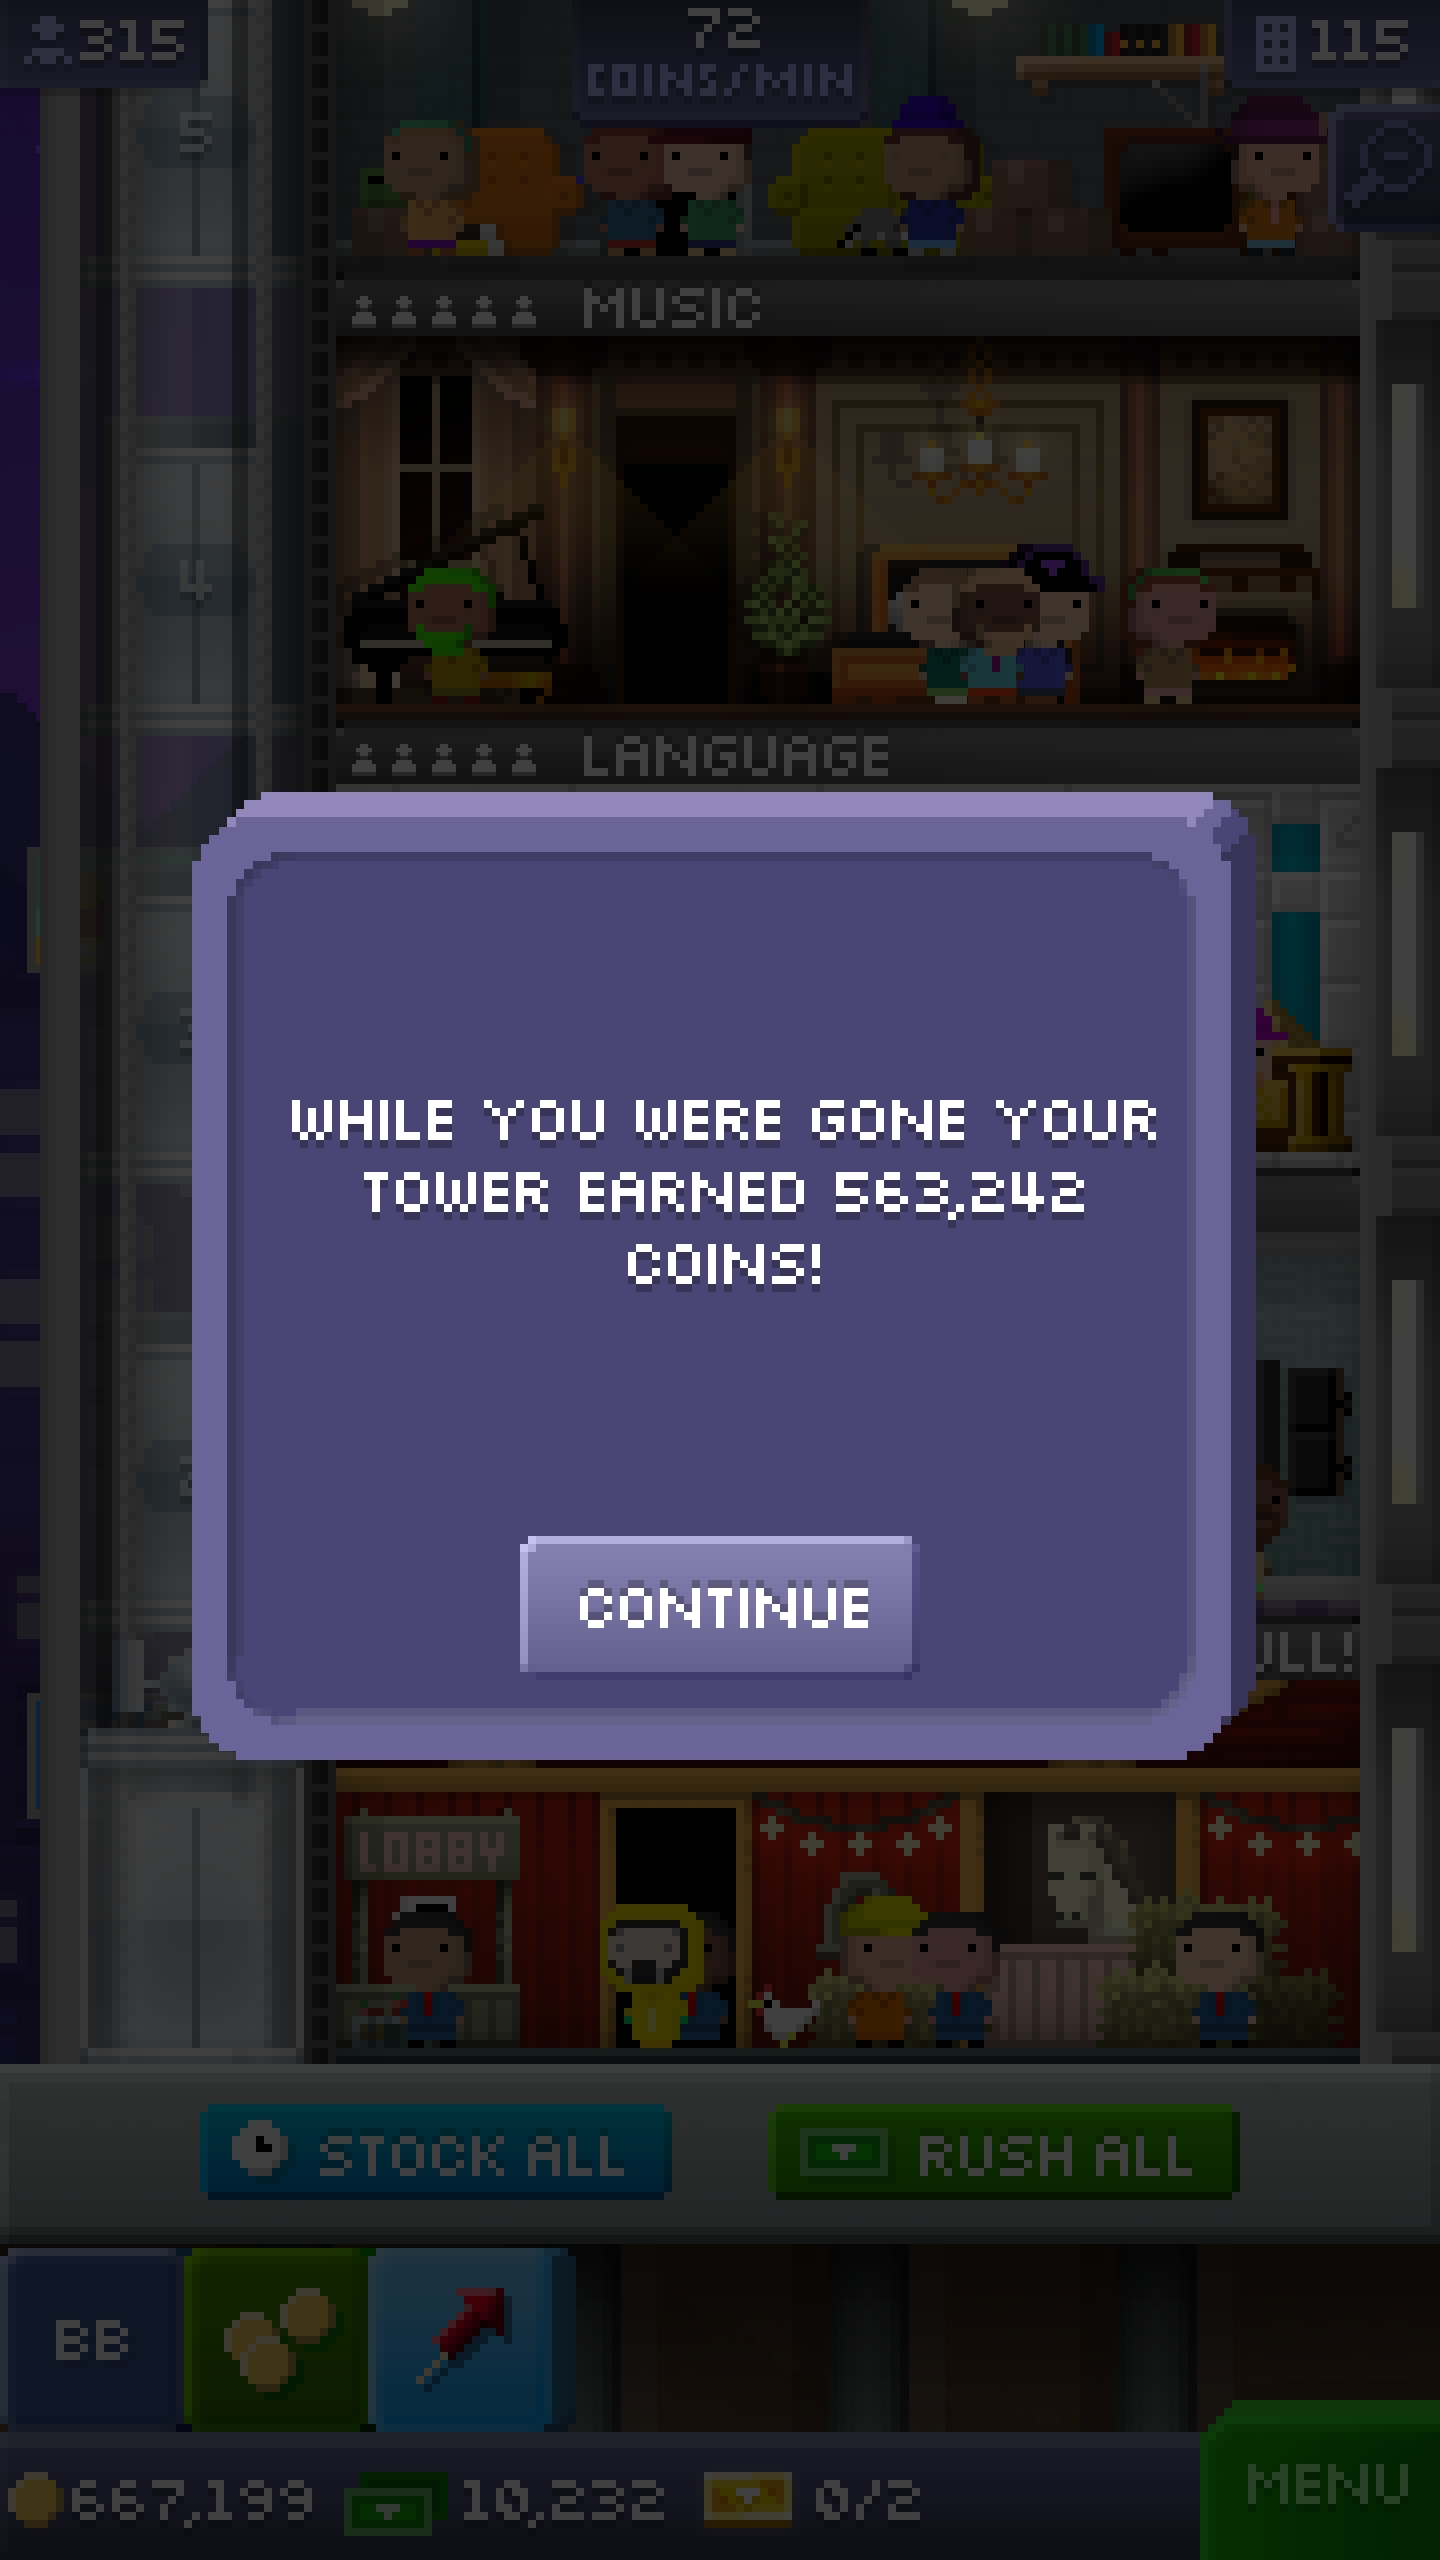 315
72
COINS/MIN
115
5
MUSIC
4
LANGUAGE
WHILE YOU WERE GONE YOUR
TOWER EARNED 563,242
COINS!
CONTINUE
ULL!
LOBBY
STOCK ALL
RUSH ALL
BB
667,199
10,232
0/2
MENU